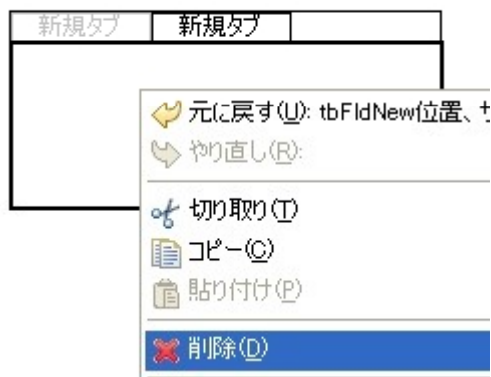 新規タブ 新規タブ
元に戻す(U): tbFldNew位置、サ
やり直し(R):
切り取り(T)
コピー(C)
貼り付け(P)
削除(D)